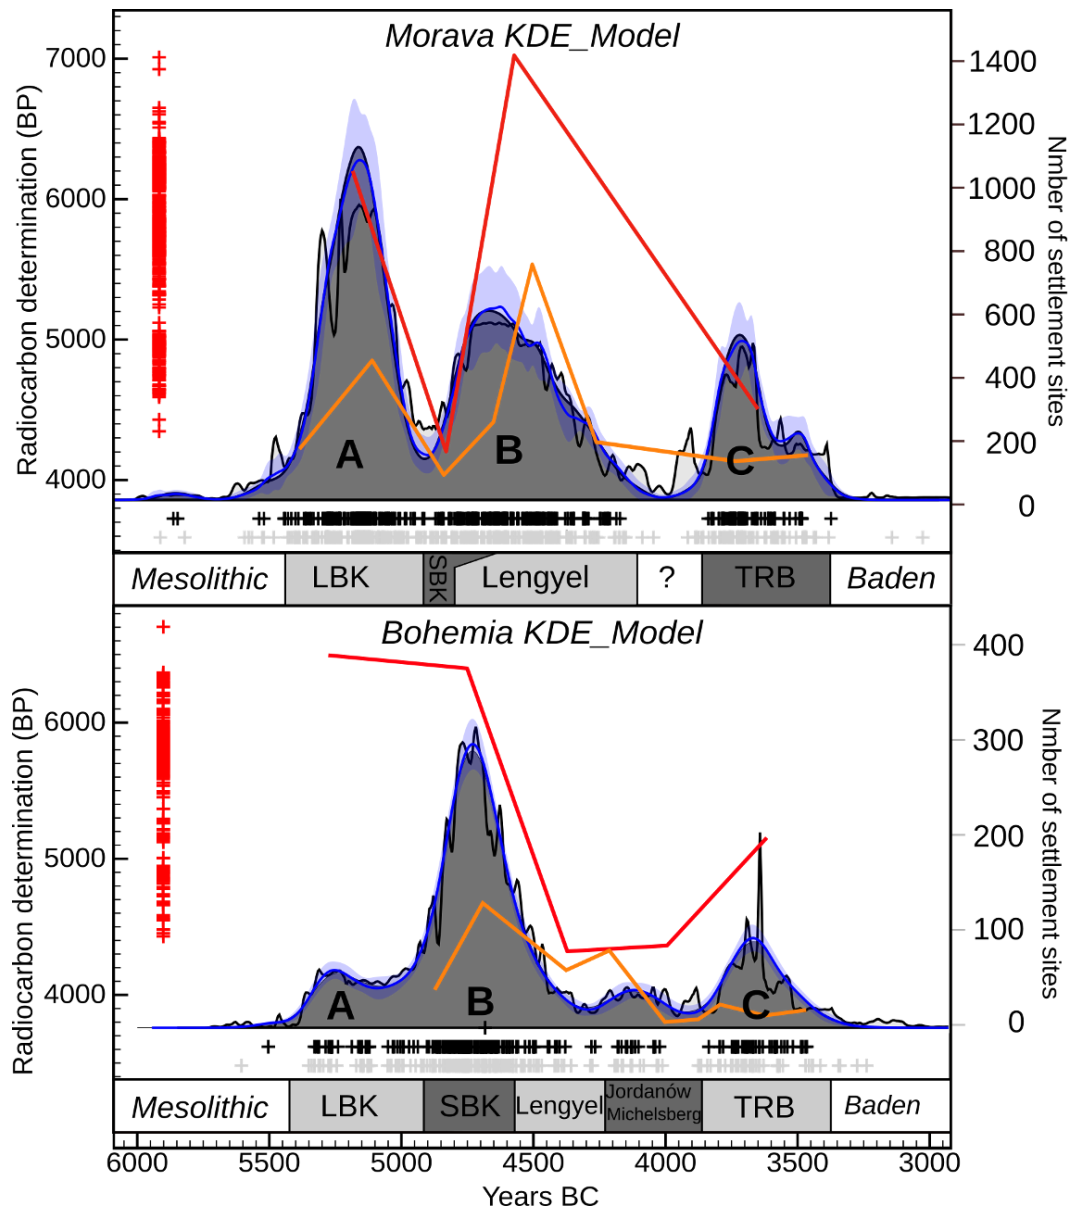 Morava KDE_Model
Radiocarbon determination (BP)
7000
6000
5000
4000
1400
1200
1000
800
600
400
200
0
Nmber of settlement sites
A
B
C
Mesolithic
LBK
SBK
Lengyel
?
TRB
Baden
Bohemia KDE_Model
Radiocarbon determination (BP)
6000
5000
4000
400
300
200
100
0
Nmber of settlement sites
A
B
C
Mesolithic
LBK
SBK
Lengyel
Jordanów
Michelsberg
TRB
Baden
6000 5500 5000 4500 4000 3500 3000
Years BC